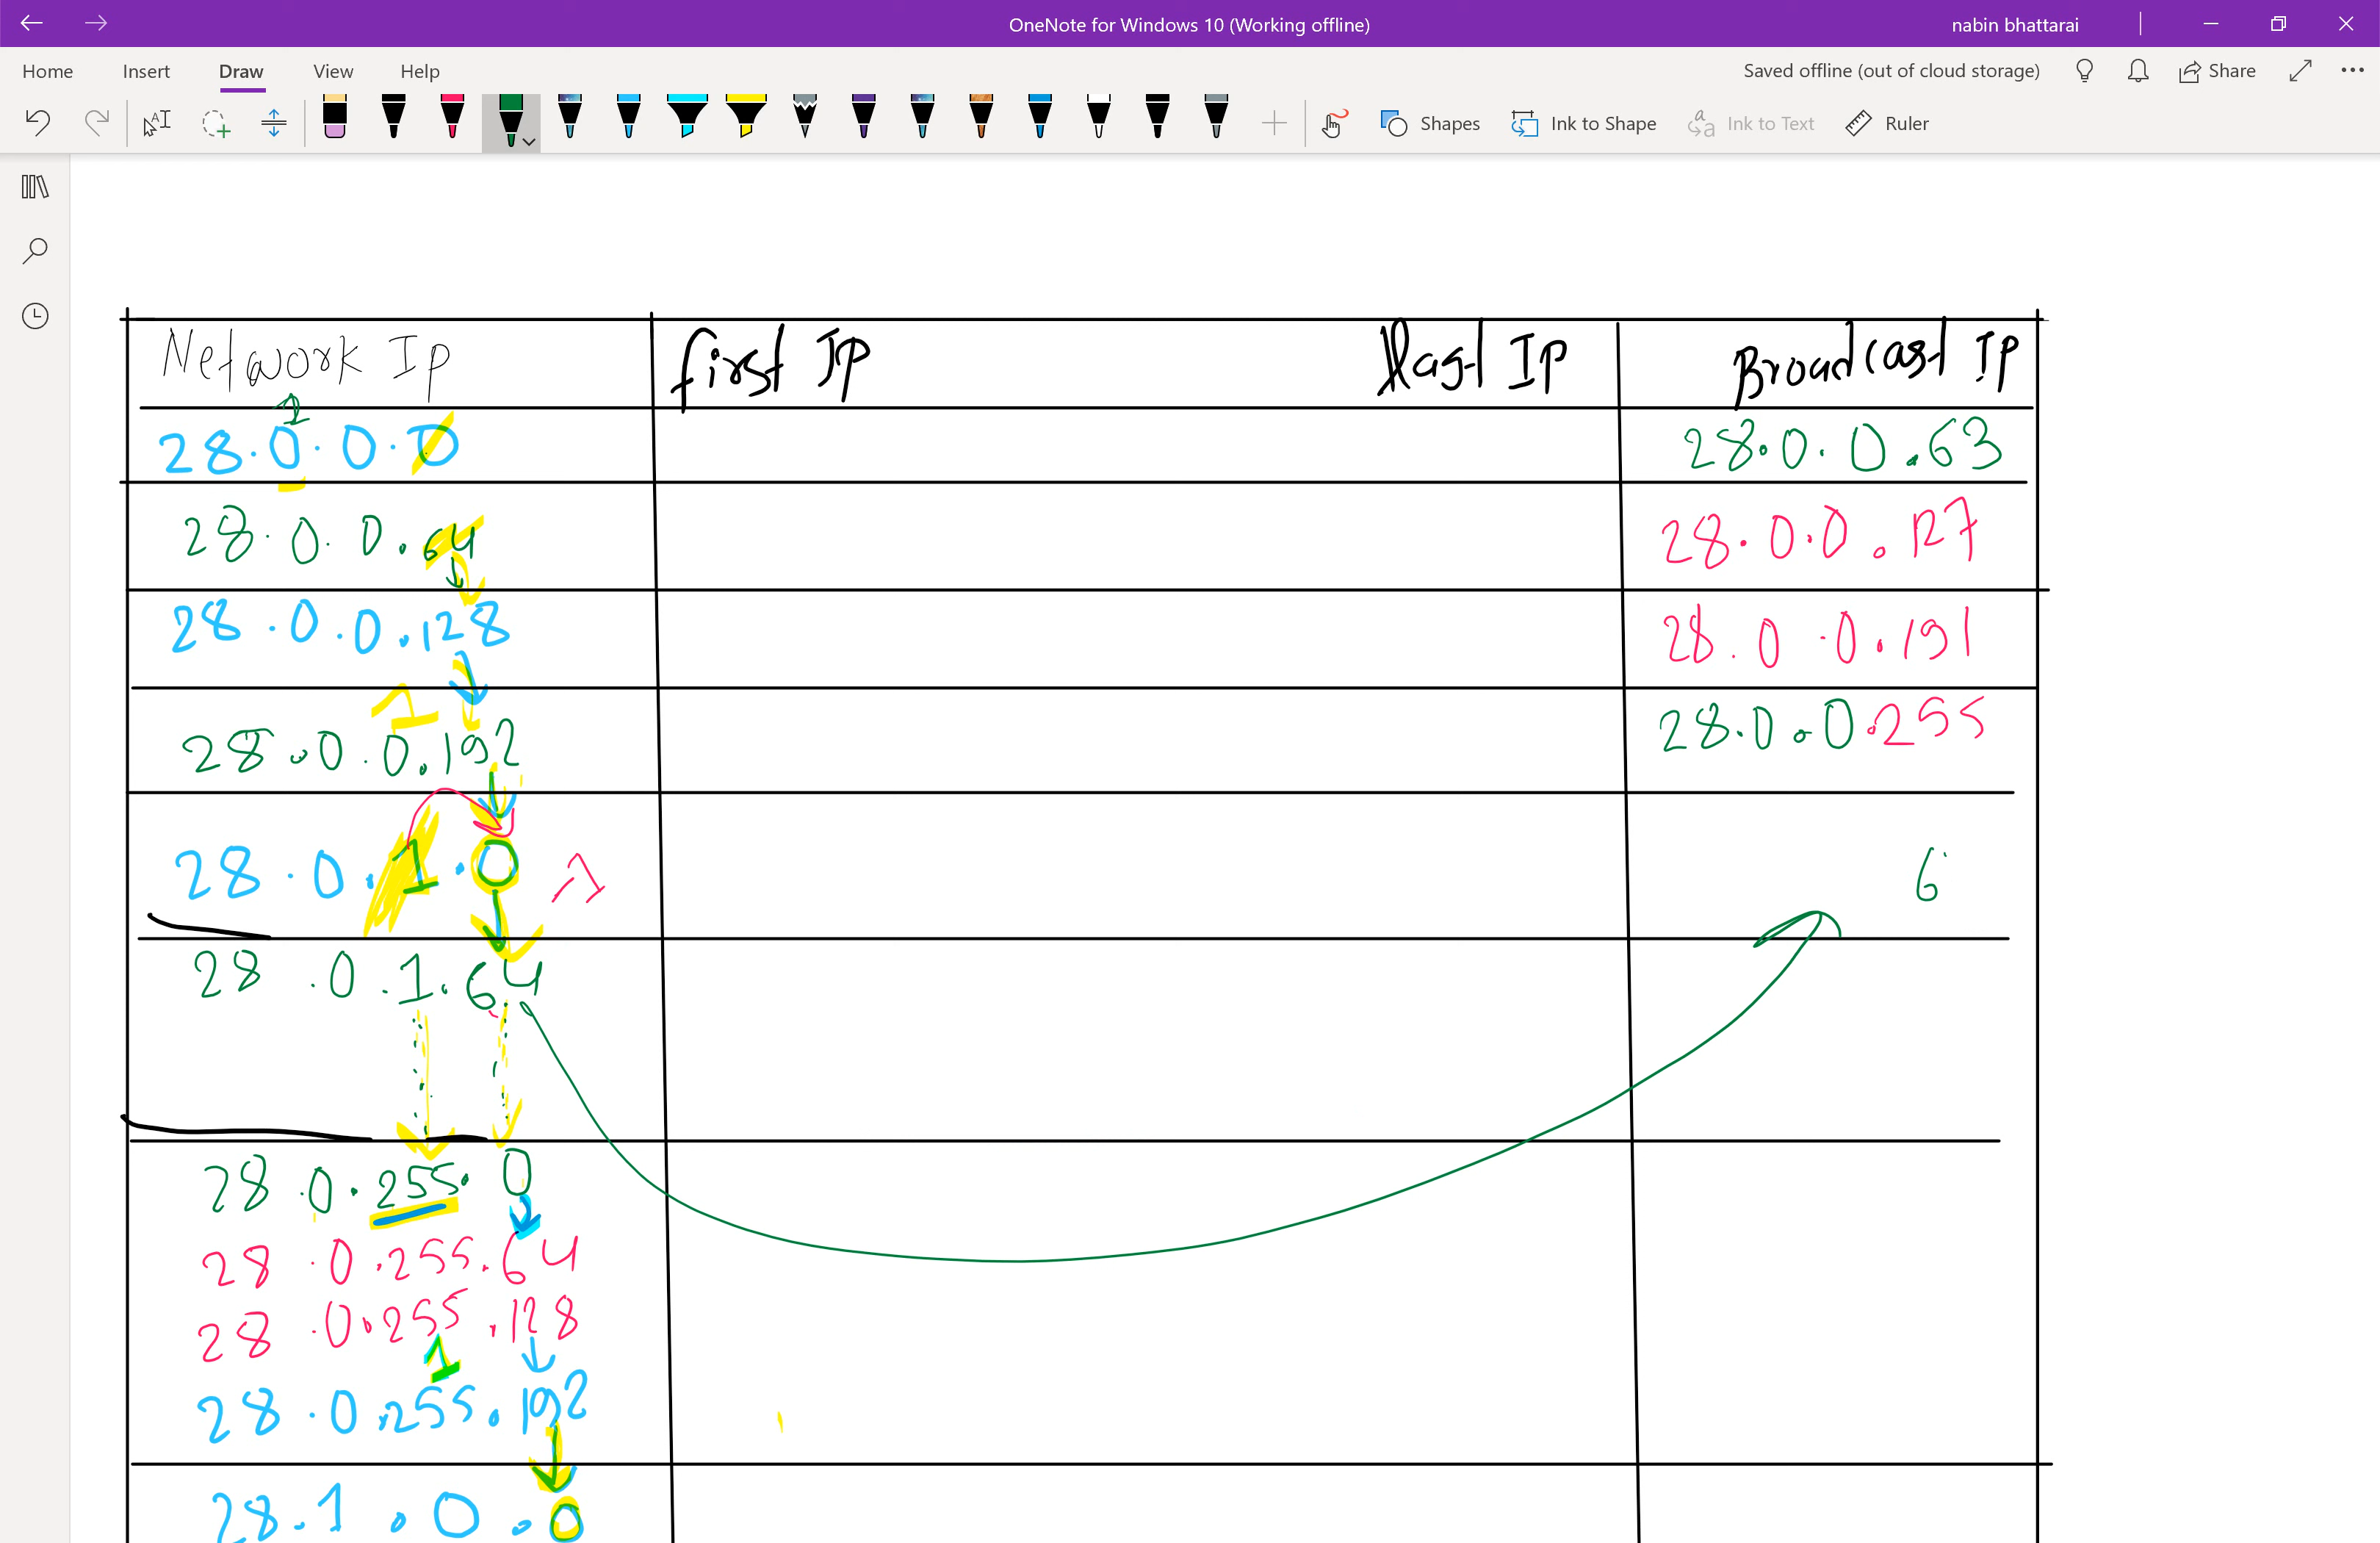 OneNote for Windows 10 (Working offline)
nabin bhattarai
Home Insert Draw View Help
Saved offline (out of cloud storage)
Share
Shapes
Ink to Shape
Ink to Text
Ruler
Network Ip first IP Last IP Broadcast IP
1
28.0.0.0 28.0.0.63
28.0.0.64 28.0.0.127
28.0.0.128 28.0.0.191
1
28.0.0.192 28.0.0.255
28.0.1.0 -1 6
28.0.1.64
28.0.255.0
28.0.255.64
28.0.255.128
1
28.0.255.192
28.1.0.0